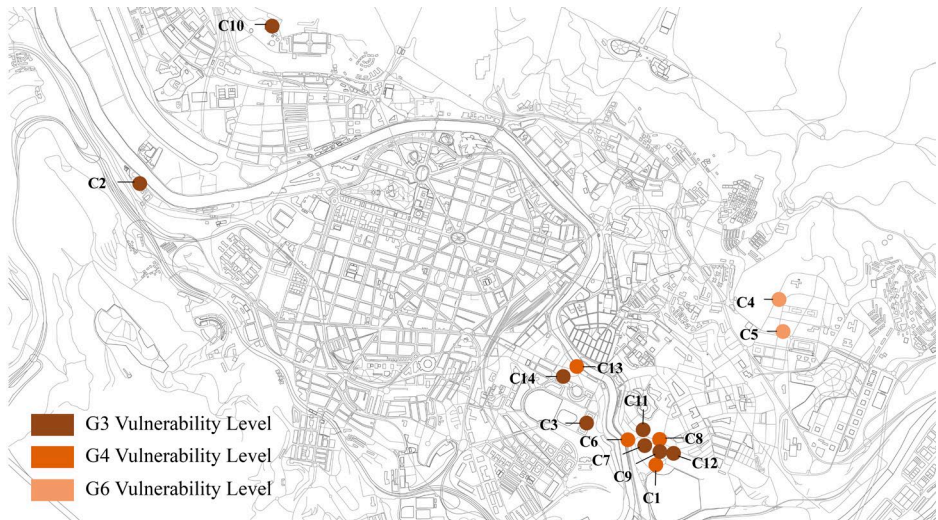 C10
C2
C4
C5
C13
C14
C11
C3
C6
C8
C7
C12
C9
C1
G3 Vulnerability Level
G4 Vulnerability Level
G6 Vulnerability Level